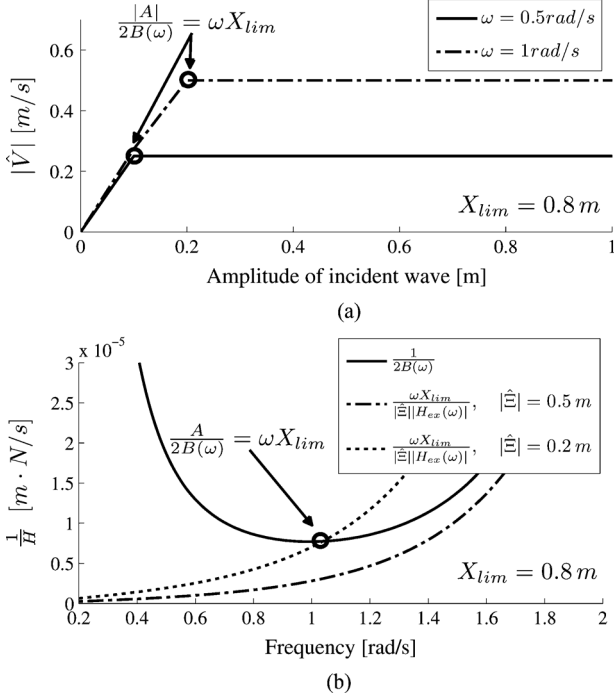 |A| / 2B(ω) = ωX_lim
ω = 0.5rad/s
ω = 1rad/s
0.6
0.4
0.2
0
|V̂| [m/s]
X_lim = 0.8 m
0 0.2 0.4 0.6 0.8 1
Amplitude of incident wave [m]
(a)
x 10^-5
3
2.5
2
1.5
1
0.5
0
1/H [m · N/s]
1 / 2B(ω)
ωX_lim / |Ξ̂||H_ex(ω)|, |Ξ̂| = 0.5 m
ωX_lim / |Ξ̂||H_ex(ω)|, |Ξ̂| = 0.2 m
A / 2B(ω) = ωX_lim
X_lim = 0.8 m
0.2 0.4 0.6 0.8 1 1.2 1.4 1.6 1.8 2
Frequency [rad/s]
(b)